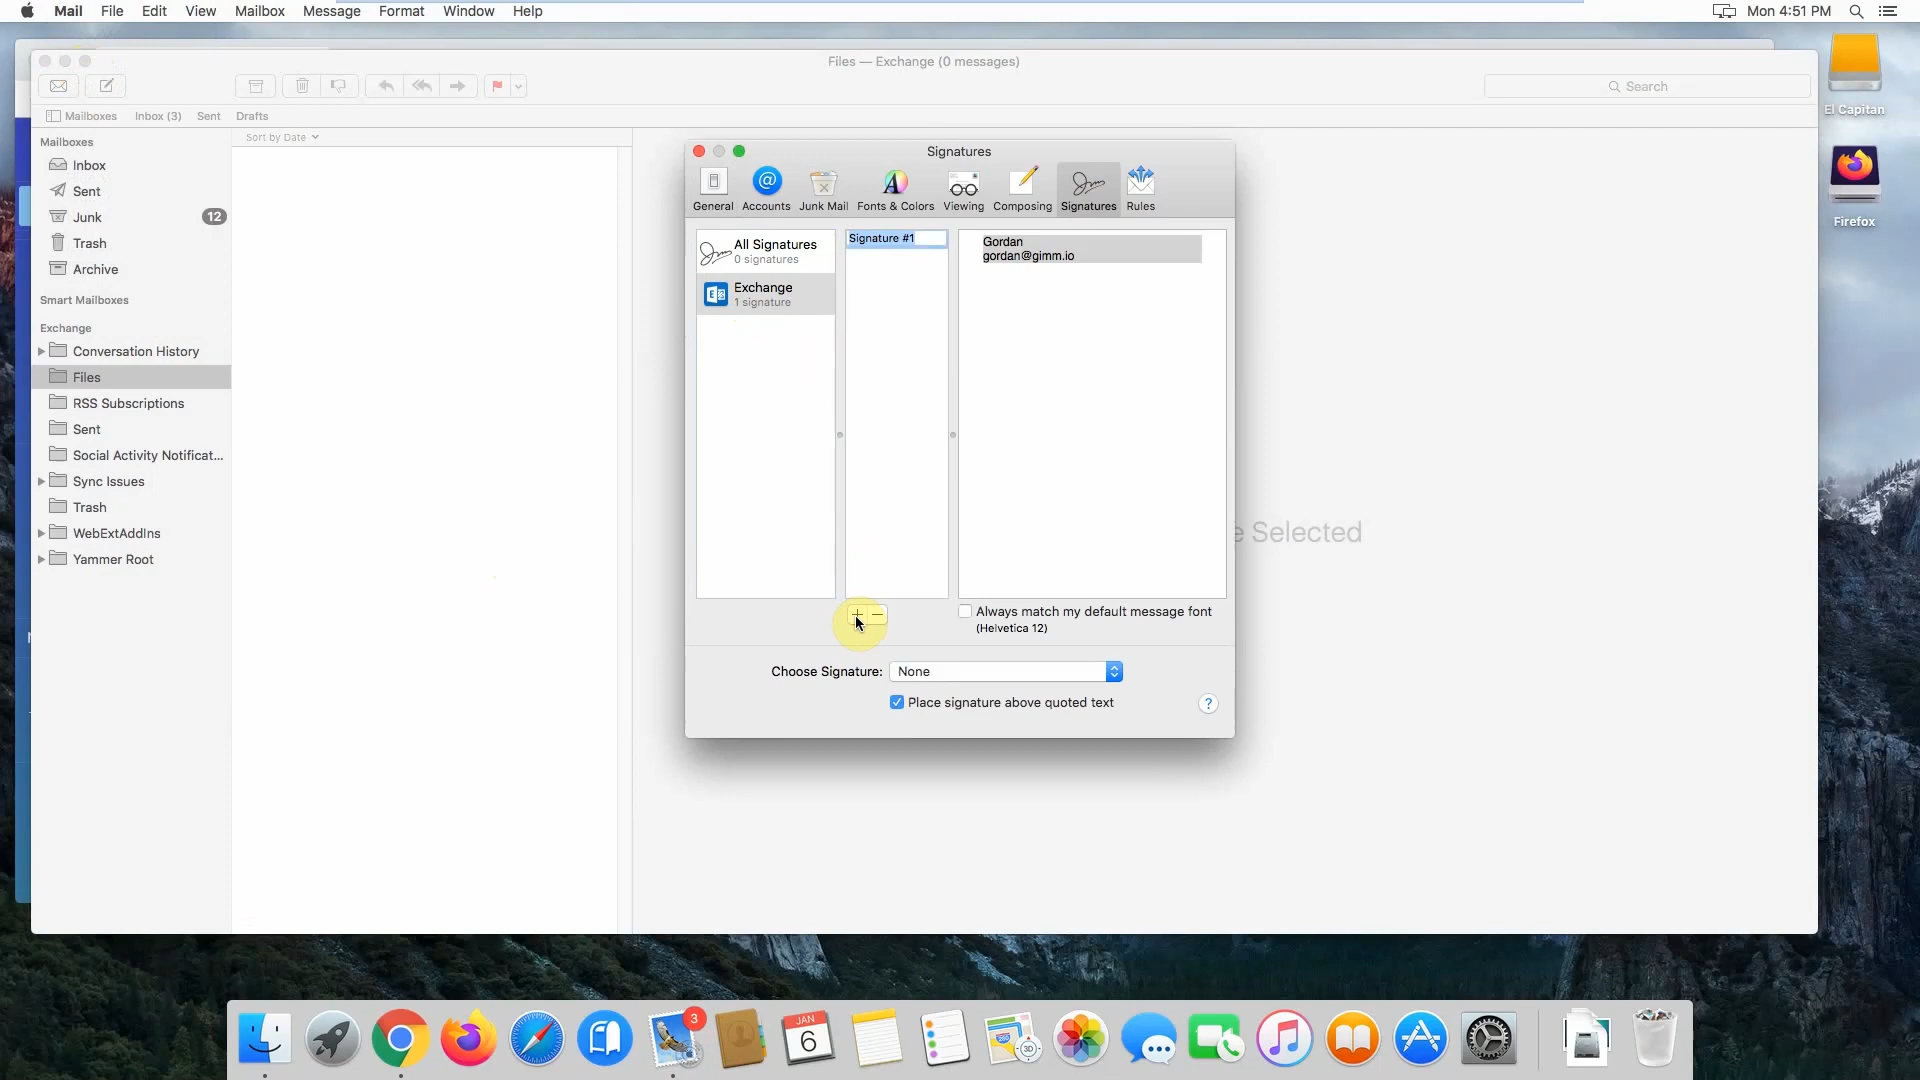 Mail File Edit View Mailbox Message Format Window Help
Mon 4:51 PM
Files — Exchange (0 messages)
Search
Mailboxes Inbox (3) Sent Drafts
Mailboxes
Inbox
Sent
Junk 12
Trash
Archive
Smart Mailboxes
Exchange
Conversation History
Files
RSS Subscriptions
Sent
Social Activity Notificat...
Sync Issues
Trash
WebExtAddIns
Yammer Root
Sort by Date
Signatures
General Accounts Junk Mail Fonts & Colors Viewing Composing Signatures Rules
All Signatures
0 signatures
Exchange
1 signature
Signature #1
Gordan
gordan@gimm.io
+ −
Always match my default message font
(Helvetica 12)
Choose Signature: None
Place signature above quoted text
?
e Selected
El Capitan
Firefox
3
JAN
6
3D